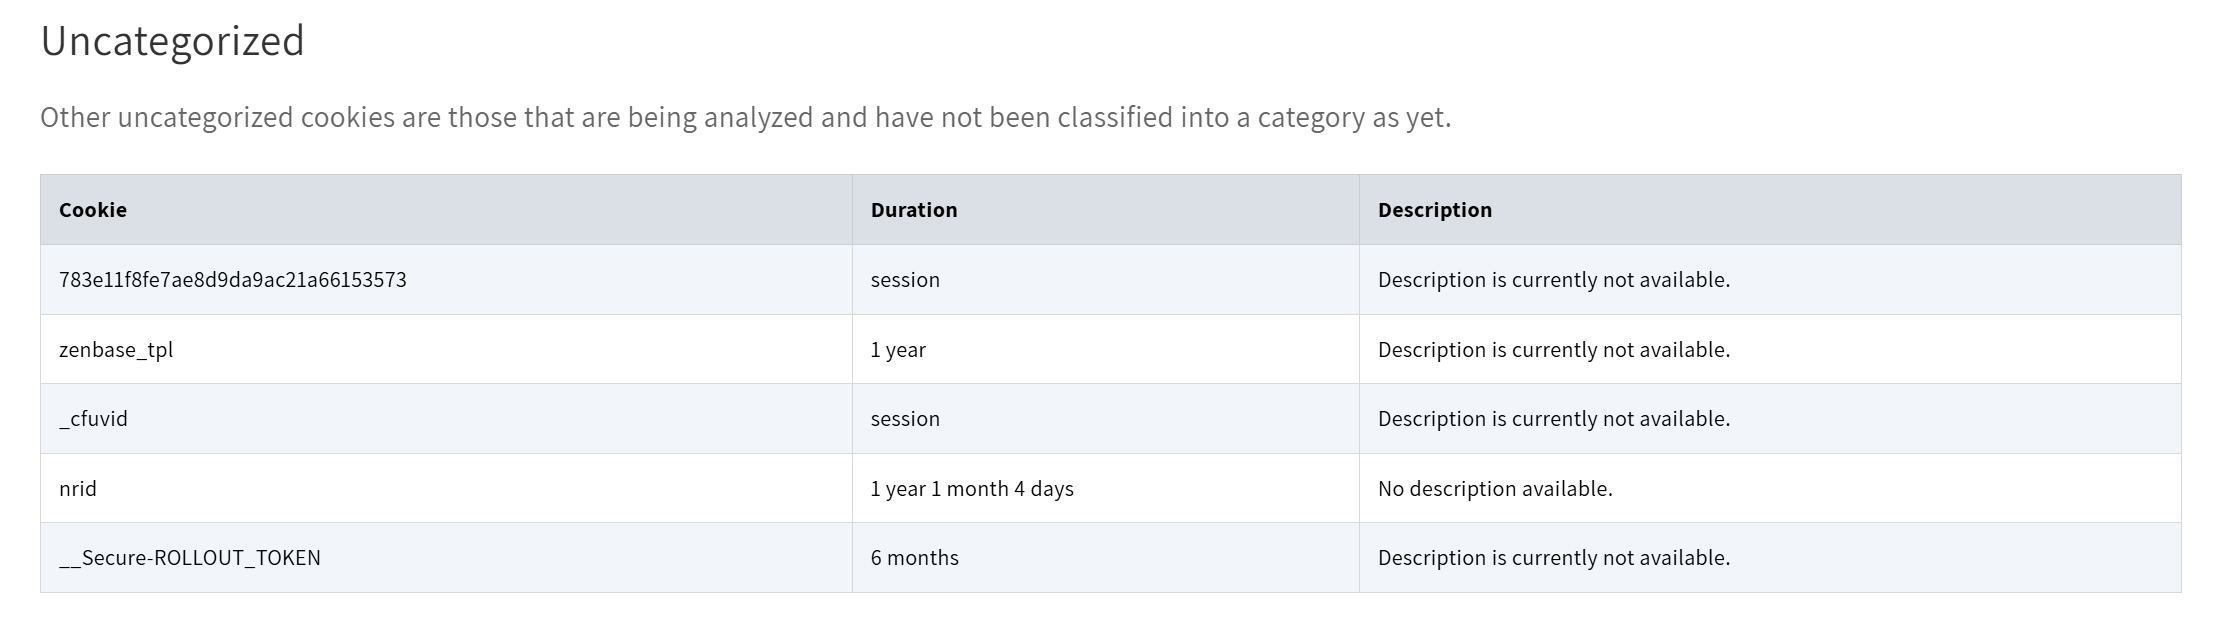 Uncategorized
Other uncategorized cookies are those that are being analyzed and have not been classified into a category as yet.
Cookie Duration Description
783e11f8fe7ae8d9da9ac21a66153573 session Description is currently not available.
zenbase_tpl 1 year Description is currently not available.
_cfuvid session Description is currently not available.
nrid 1 year 1 month 4 days No description available.
__Secure-ROLLOUT_TOKEN 6 months Description is currently not available.